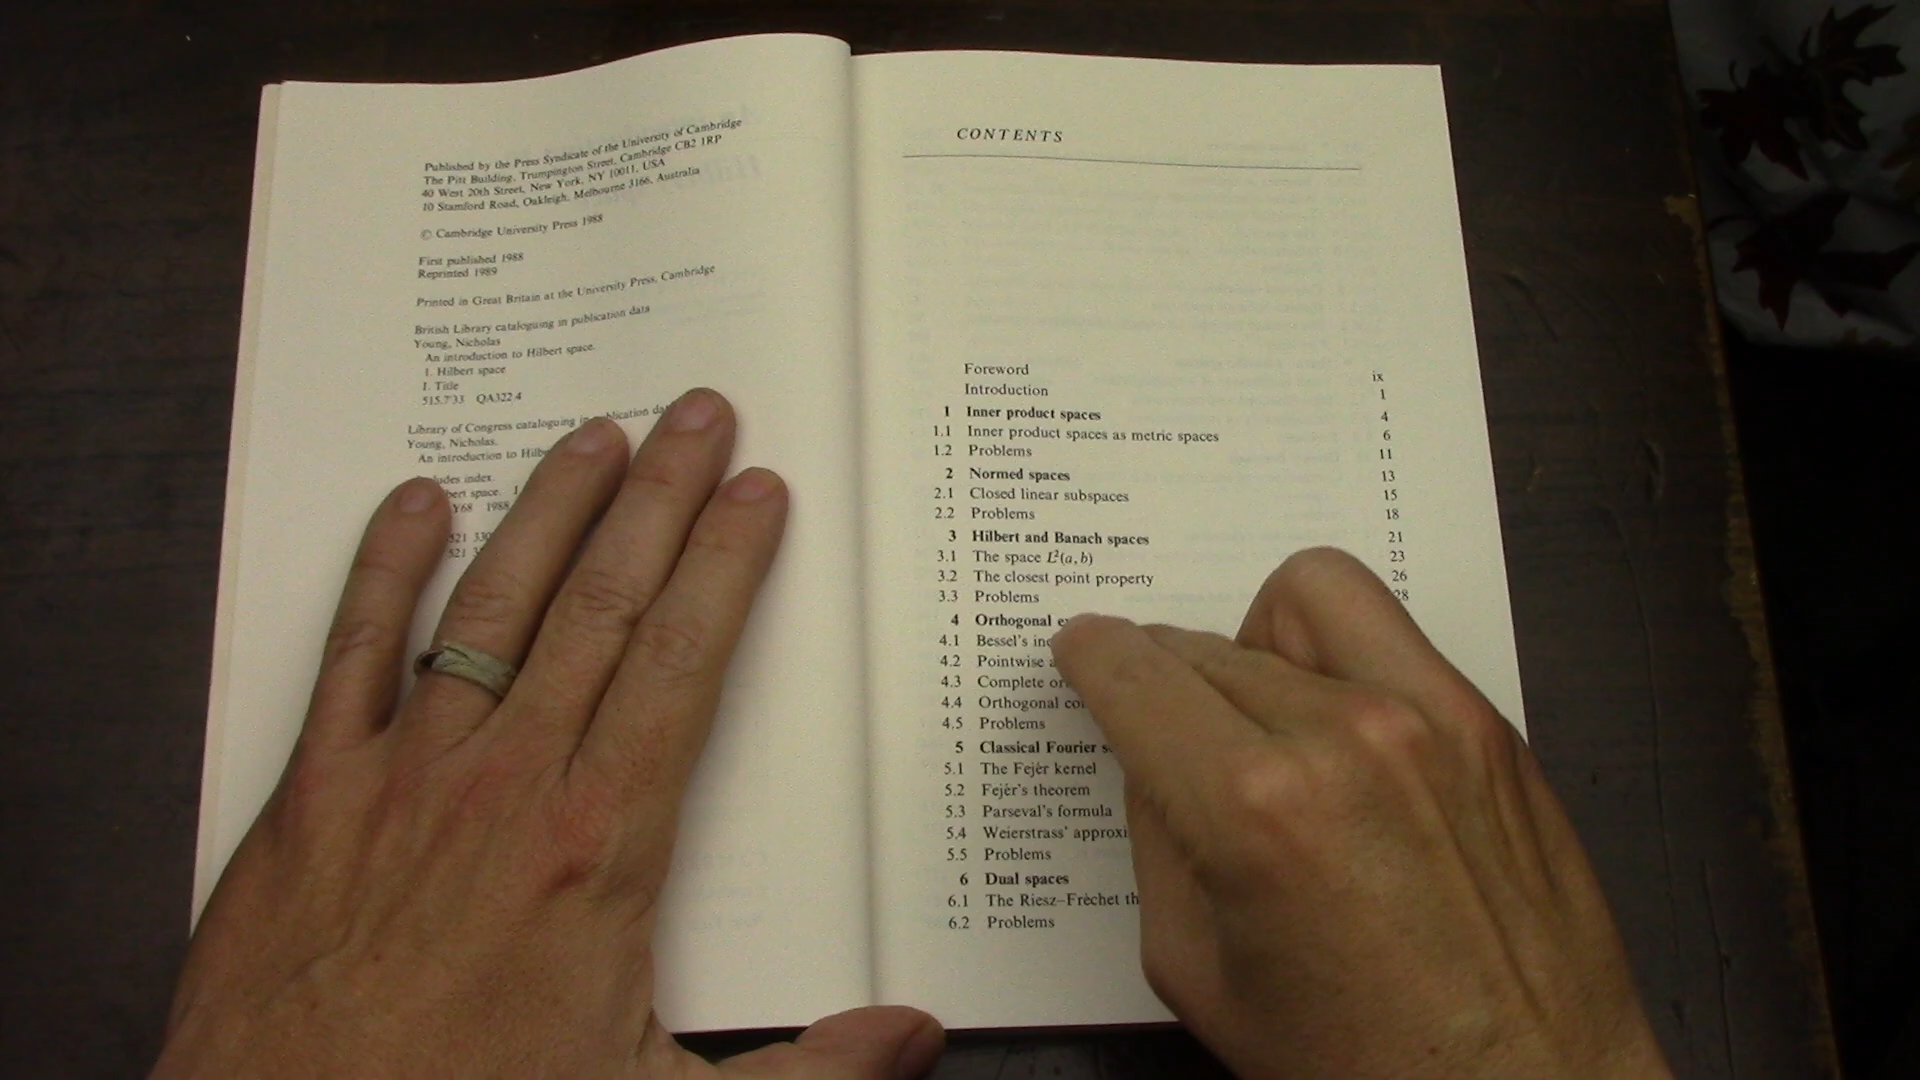 Published by the Press Syndicate of the University of Cambridge
The Pitt Building, Trumpington Street, Cambridge CB2 1RP
40 West 20th Street, New York, NY 10011, USA
10 Stamford Road, Oakleigh, Melbourne 3166, Australia
© Cambridge University Press 1988
First published 1988
Reprinted 1989
Printed in Great Britain at the University Press, Cambridge
British Library cataloguing in publication data
Young, Nicholas
An introduction to Hilbert space.
1. Hilbert space
I. Title
515.7'33 QA322.4
Library of Congress cataloguing in publication
Young, Nicholas.
An introduction to
index.
space.
Y68 1988
521
521
CONTENTS
Foreword ix
Introduction 1
1 Inner product spaces 4
1.1 Inner product spaces as metric spaces 6
1.2 Problems 11
2 Normed spaces 13
2.1 Closed linear subspaces 15
2.2 Problems 18
3 Hilbert and Banach spaces 21
3.1 The space L²(a, b) 23
3.2 The closest point property 26
3.3 Problems 28
4 Orthogonal
4.1 Bessel's
4.2 Pointwise
4.3 Complete
4.4 Orthogonal
4.5 Problems
5 Classical Fourier
5.1 The Fejér kernel
5.2 Fejér's theorem
5.3 Parseval's formula
5.4 Weierstrass'
5.5 Problems
6 Dual spaces
6.1 The Riesz–Fréchet
6.2 Problems